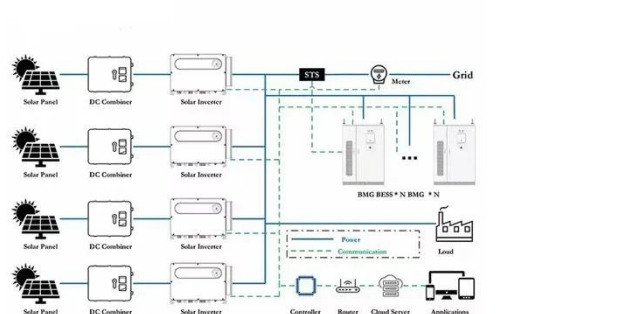 STS
Meter
Grid
Solar Panel DC Combiner Solar Inverter
Solar Panel DC Combiner Solar Inverter
BMG BESS * N BMG * N
Solar Panel DC Combiner Solar Inverter
Power
Communication
Load
Solar Panel DC Combiner Solar Inverter
Controller Router Cloud Server Applications